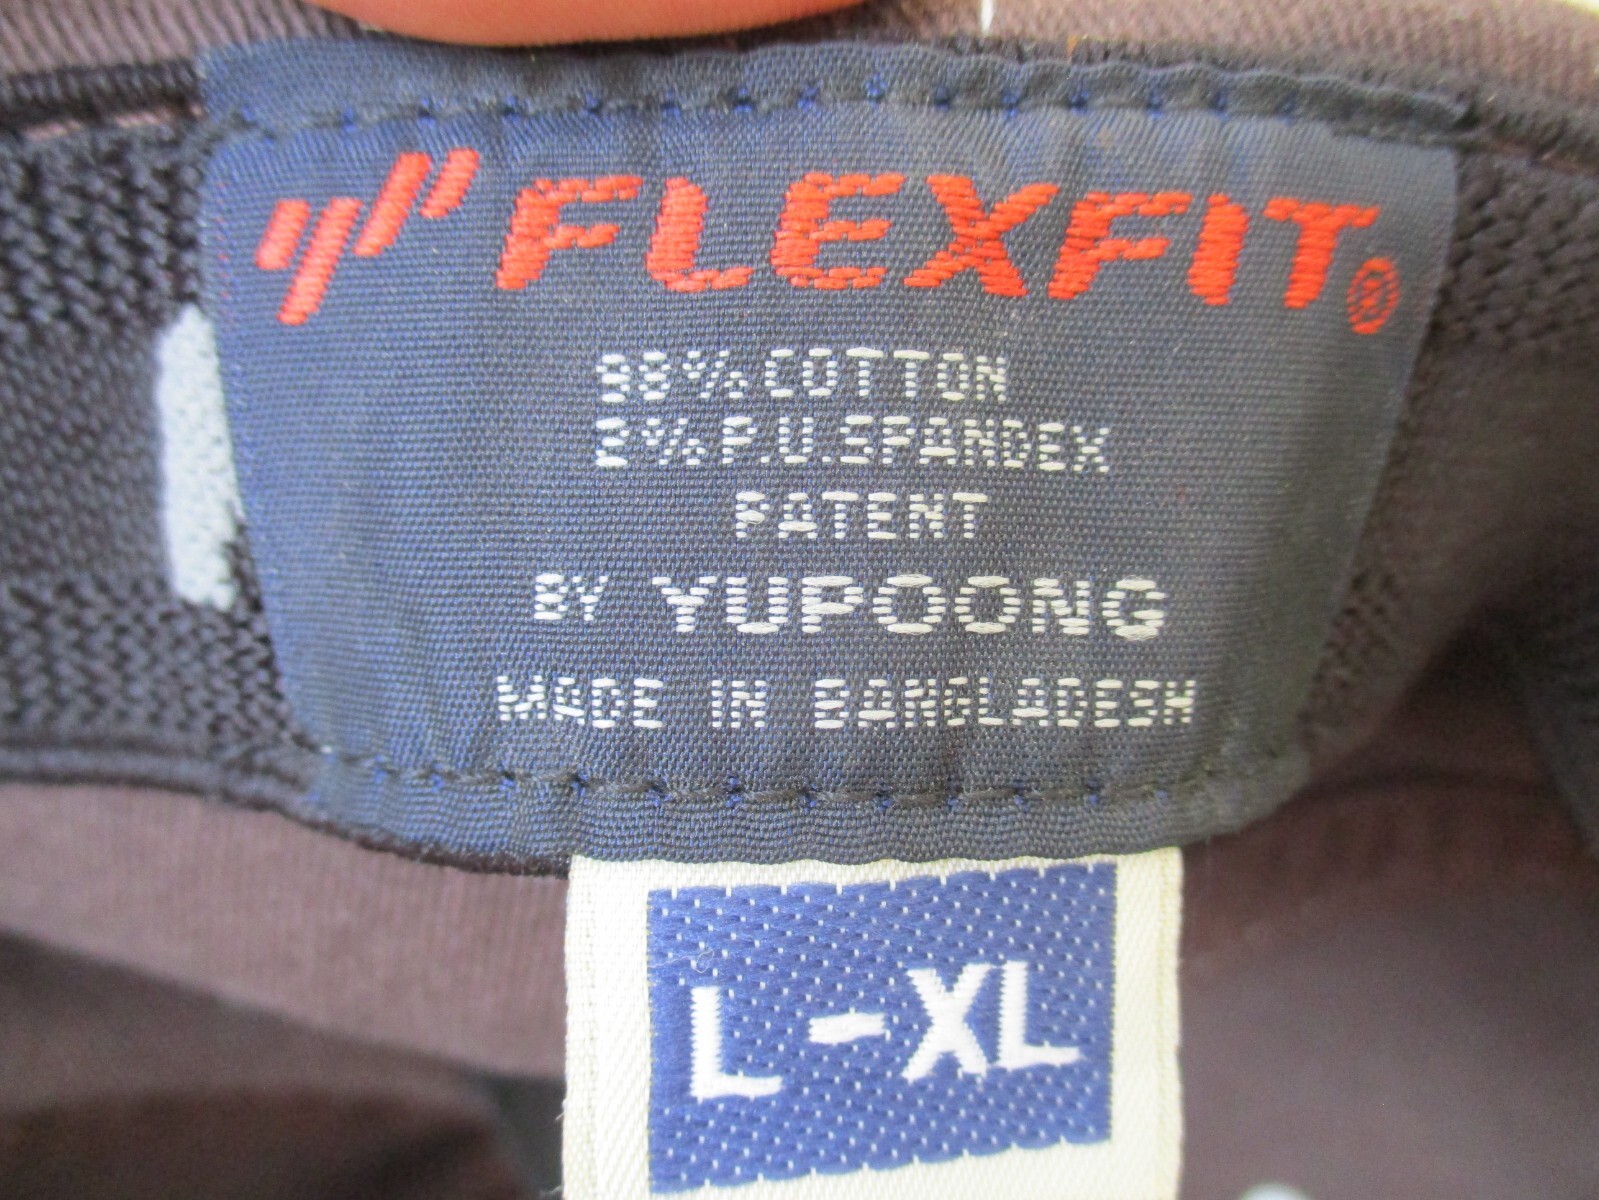 FLEXFIT®
98% COTTON
2% P.U.SPANDEX
PATENT
BY YUPOONG
MADE IN BANGLADESH
L-XL